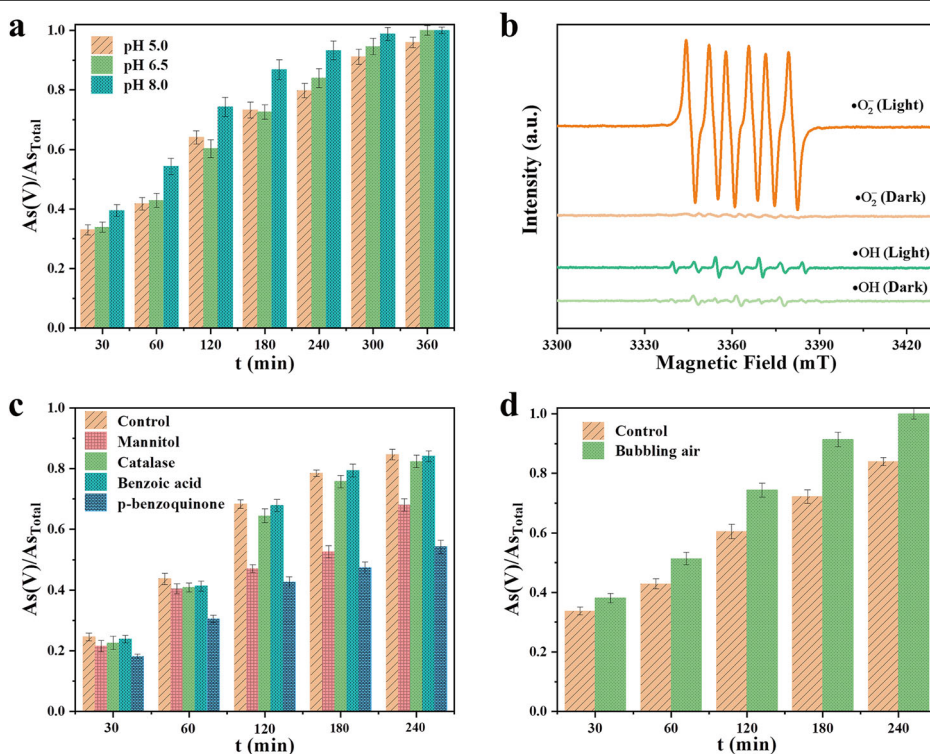 a
pH 5.0
pH 6.5
pH 8.0
As(V)/AsTotal
1.0
0.8
0.6
0.4
0.2
0.0
30 60 120 180 240 300 360
t (min)
b
Intensity (a.u.)
•O₂⁻ (Light)
•O₂⁻ (Dark)
•OH (Light)
•OH (Dark)
3300 3330 3360 3390 3420
Magnetic Field (mT)
c
Control
Mannitol
Catalase
Benzoic acid
p-benzoquinone
As(V)/AsTotal
1.0
0.8
0.6
0.4
0.2
0.0
30 60 120 180 240
t (min)
d
Control
Bubbling air
As(V)/AsTotal
1.0
0.8
0.6
0.4
0.2
0.0
30 60 120 180 240
t (min)